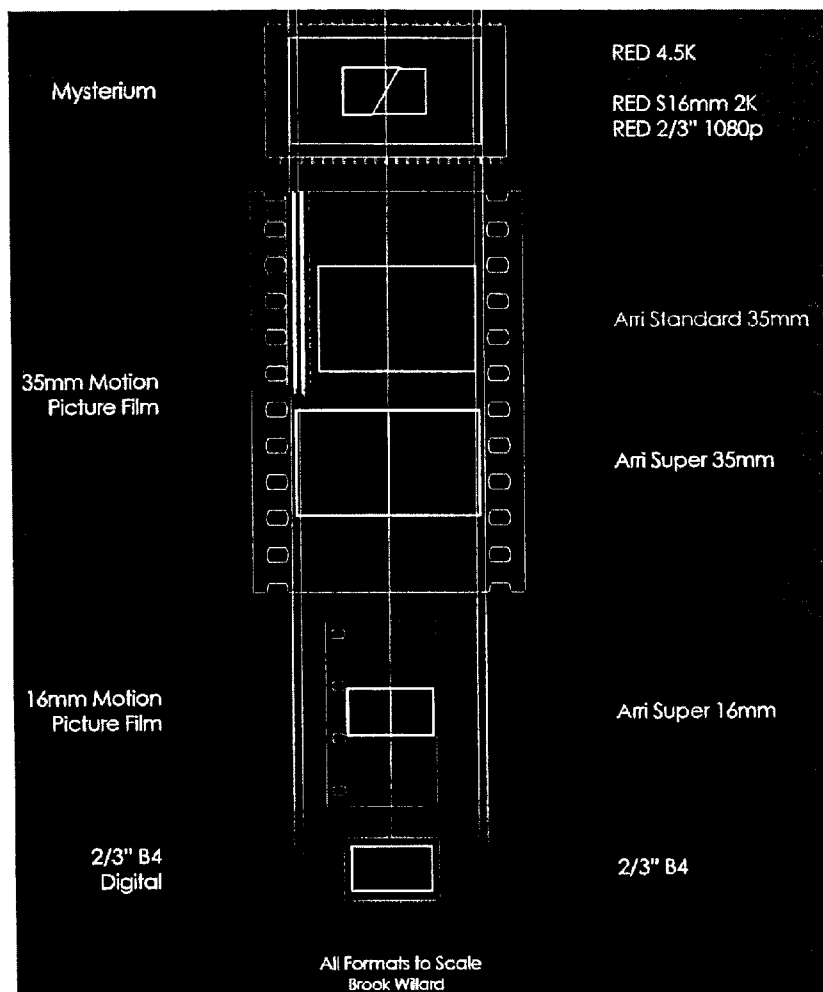 Mysterium
RED 4.5K
RED S16mm 2K
RED 2/3" 1080p
35mm Motion
Picture Film
Arri Standard 35mm
Arri Super 35mm
16mm Motion
Picture Film
Arri Super 16mm
2/3" B4
Digital
2/3" B4
All Formats to Scale
Brook Willard